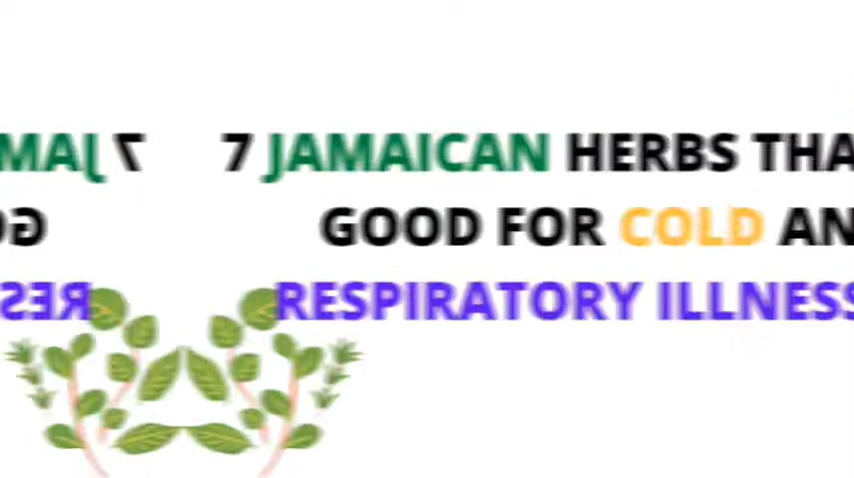 7 JAMAICAN HERBS THA
GOOD FOR COLD AN
RESPIRATORY ILLNESS